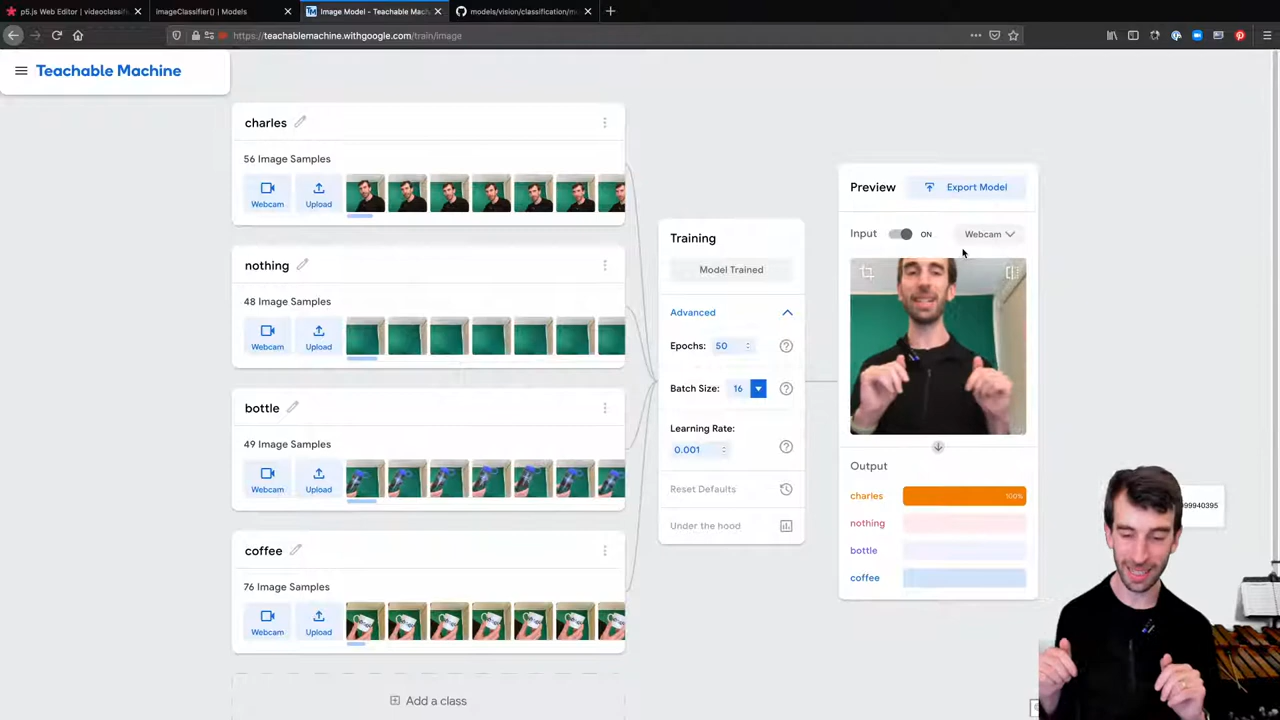 p5.js Web Editor | videoclassifi
imageClassifier() | Models
Image Model - Teachable Mac
models/vision/classification/m
https://teachablemachine.withgoogle.com/train/image
Teachable Machine
charles
56 Image Samples
Webcam
Upload
nothing
48 Image Samples
Webcam
Upload
bottle
49 Image Samples
Webcam
Upload
coffee
76 Image Samples
Webcam
Upload
Add a class
Training
Model Trained
Advanced
Epochs: 50
Batch Size: 16
Learning Rate:
0.001
Reset Defaults
Under the hood
Preview
Export Model
Input ON Webcam
Output
charles 100%
nothing
bottle
coffee
999940395